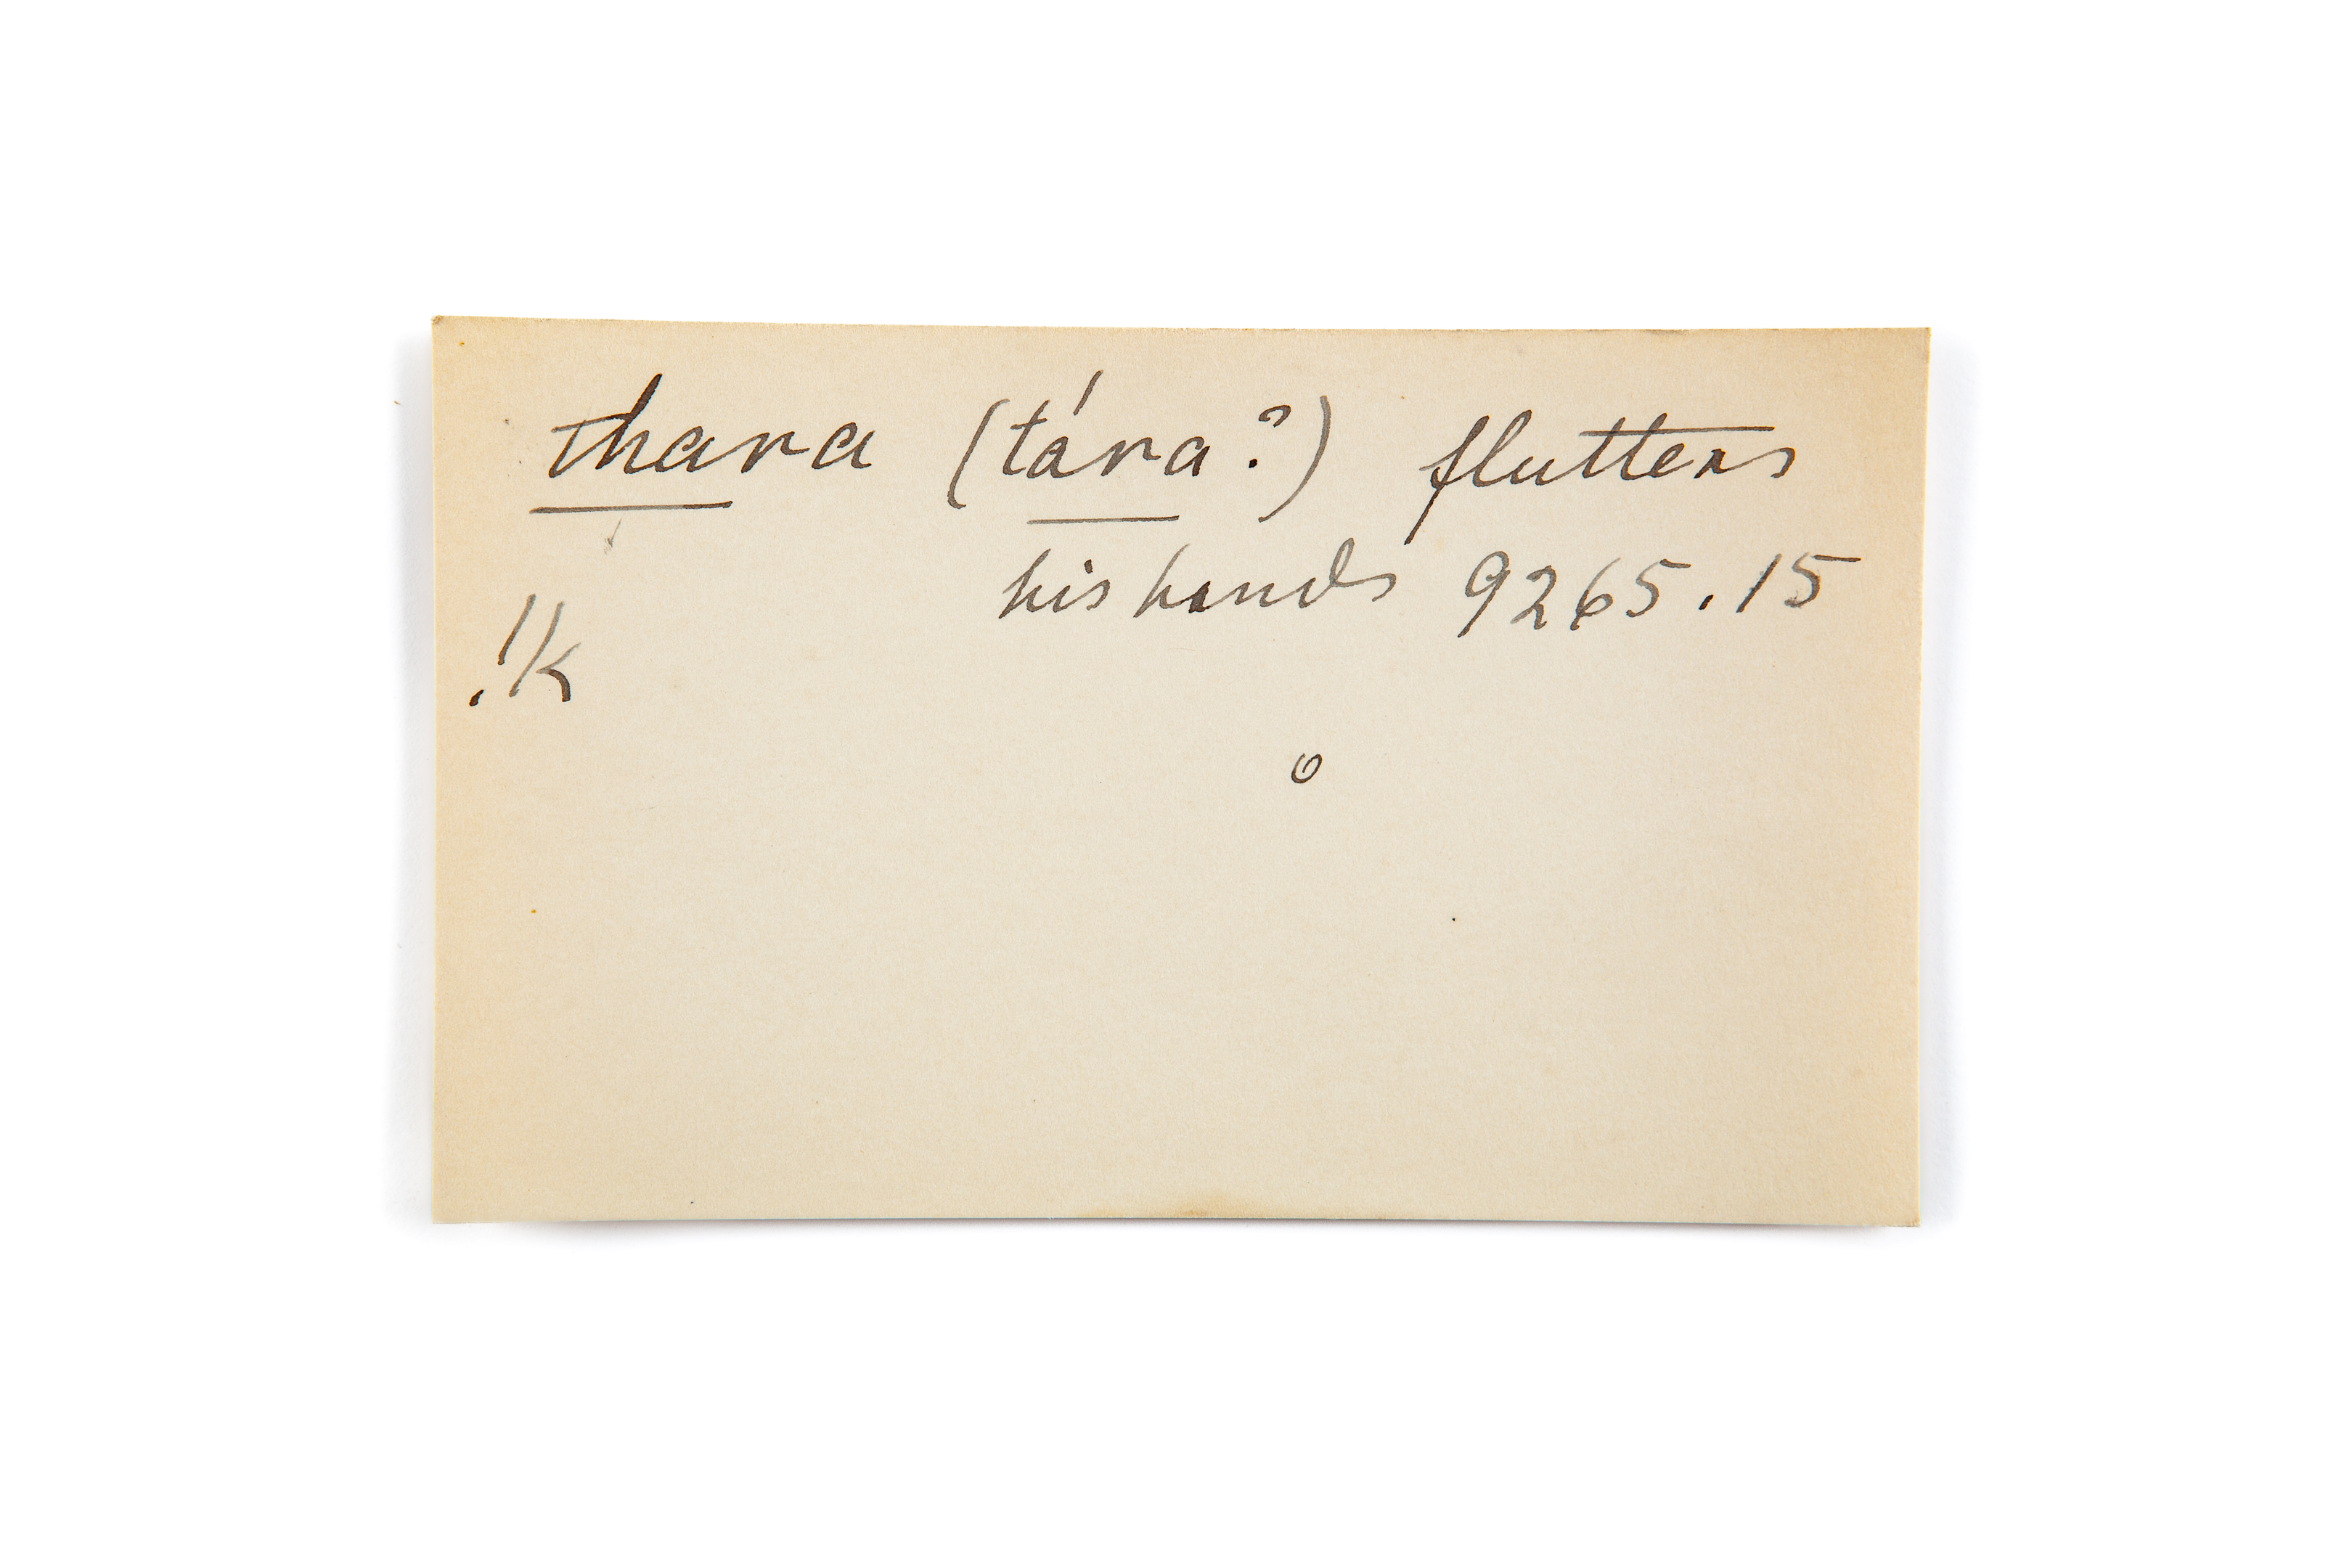 thara (tára?) flutters
his hands 9265.15
!k